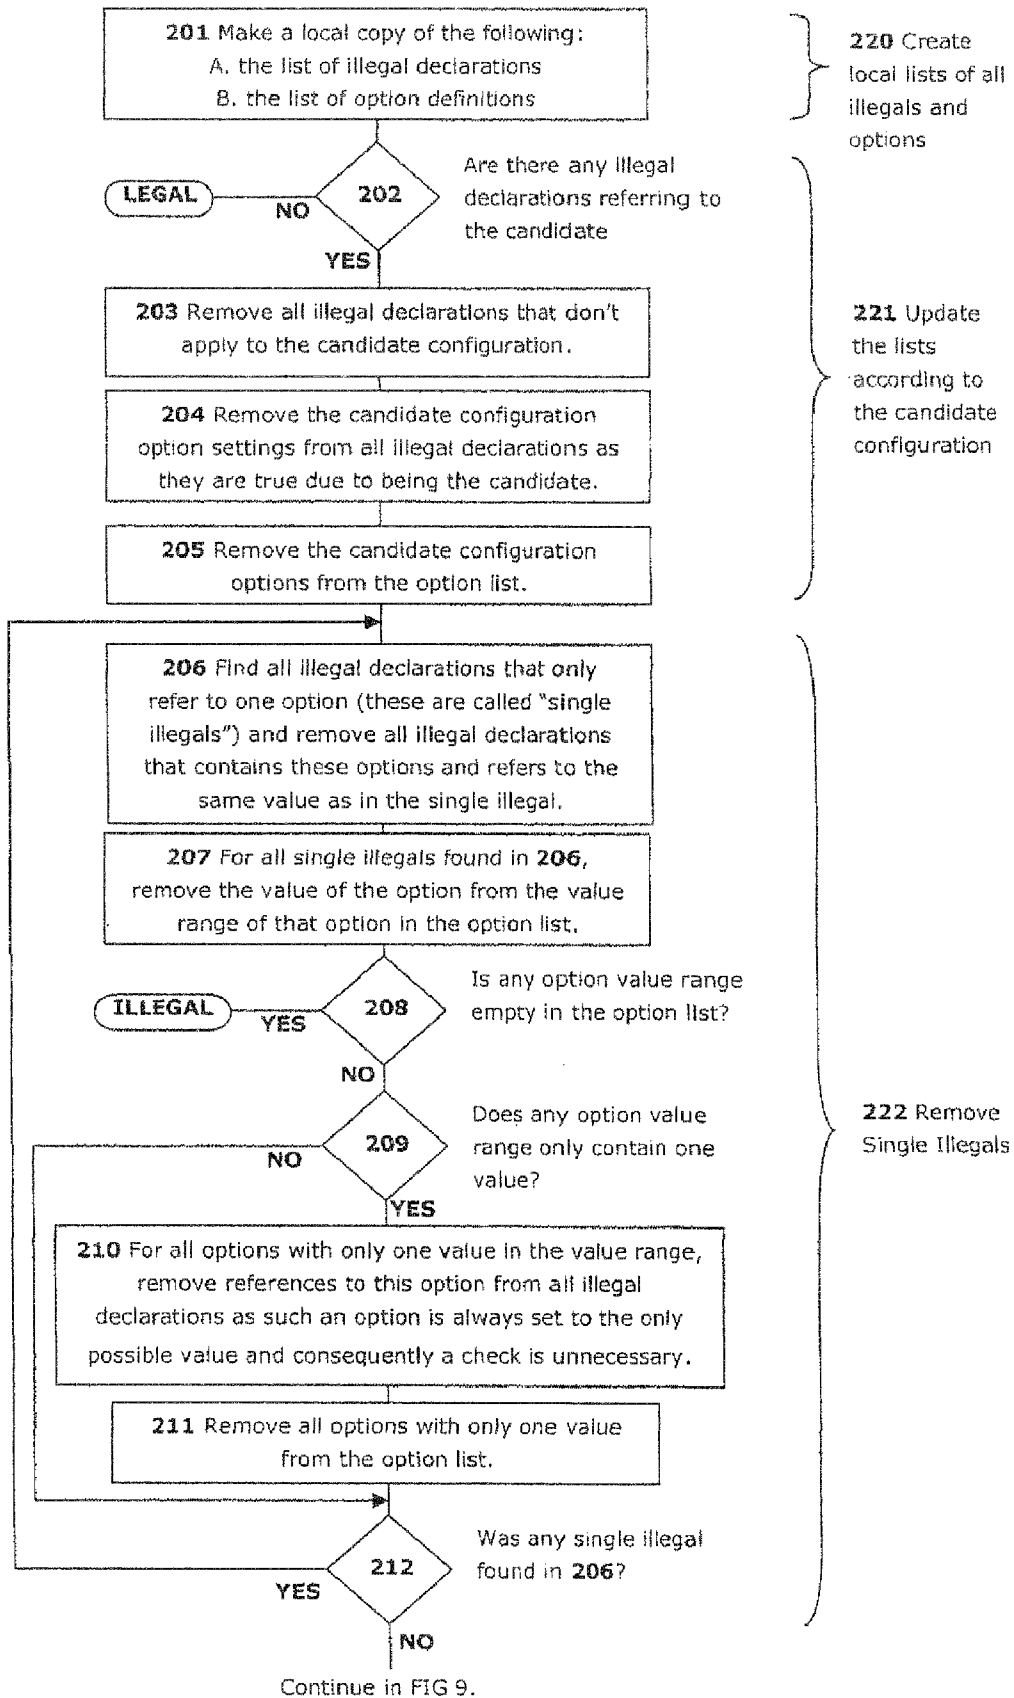 201 Make a local copy of the following:
A. the list of illegal declarations
B. the list of option definitions
220 Create
local lists of all
illegals and
options
LEGAL
NO
202
Are there any illegal
declarations referring to
the candidate
YES
203 Remove all illegal declarations that don't
apply to the candidate configuration.
204 Remove the candidate configuration
option settings from all illegal declarations as
they are true due to being the candidate.
205 Remove the candidate configuration
options from the option list.
221 Update
the lists
according to
the candidate
configuration
206 Find all illegal declarations that only
refer to one option (these are called "single
illegals") and remove all illegal declarations
that contains these options and refers to the
same value as in the single illegal.
207 For all single illegals found in 206,
remove the value of the option from the value
range of that option in the option list.
ILLEGAL
YES
208
Is any option value range
empty in the option list?
NO
209
Does any option value
range only contain one
value?
NO
YES
222 Remove
Single Illegals
210 For all options with only one value in the value range,
remove references to this option from all illegal
declarations as such an option is always set to the only
possible value and consequently a check is unnecessary.
211 Remove all options with only one value
from the option list.
212
Was any single illegal
found in 206?
YES
NO
Continue in FIG 9.